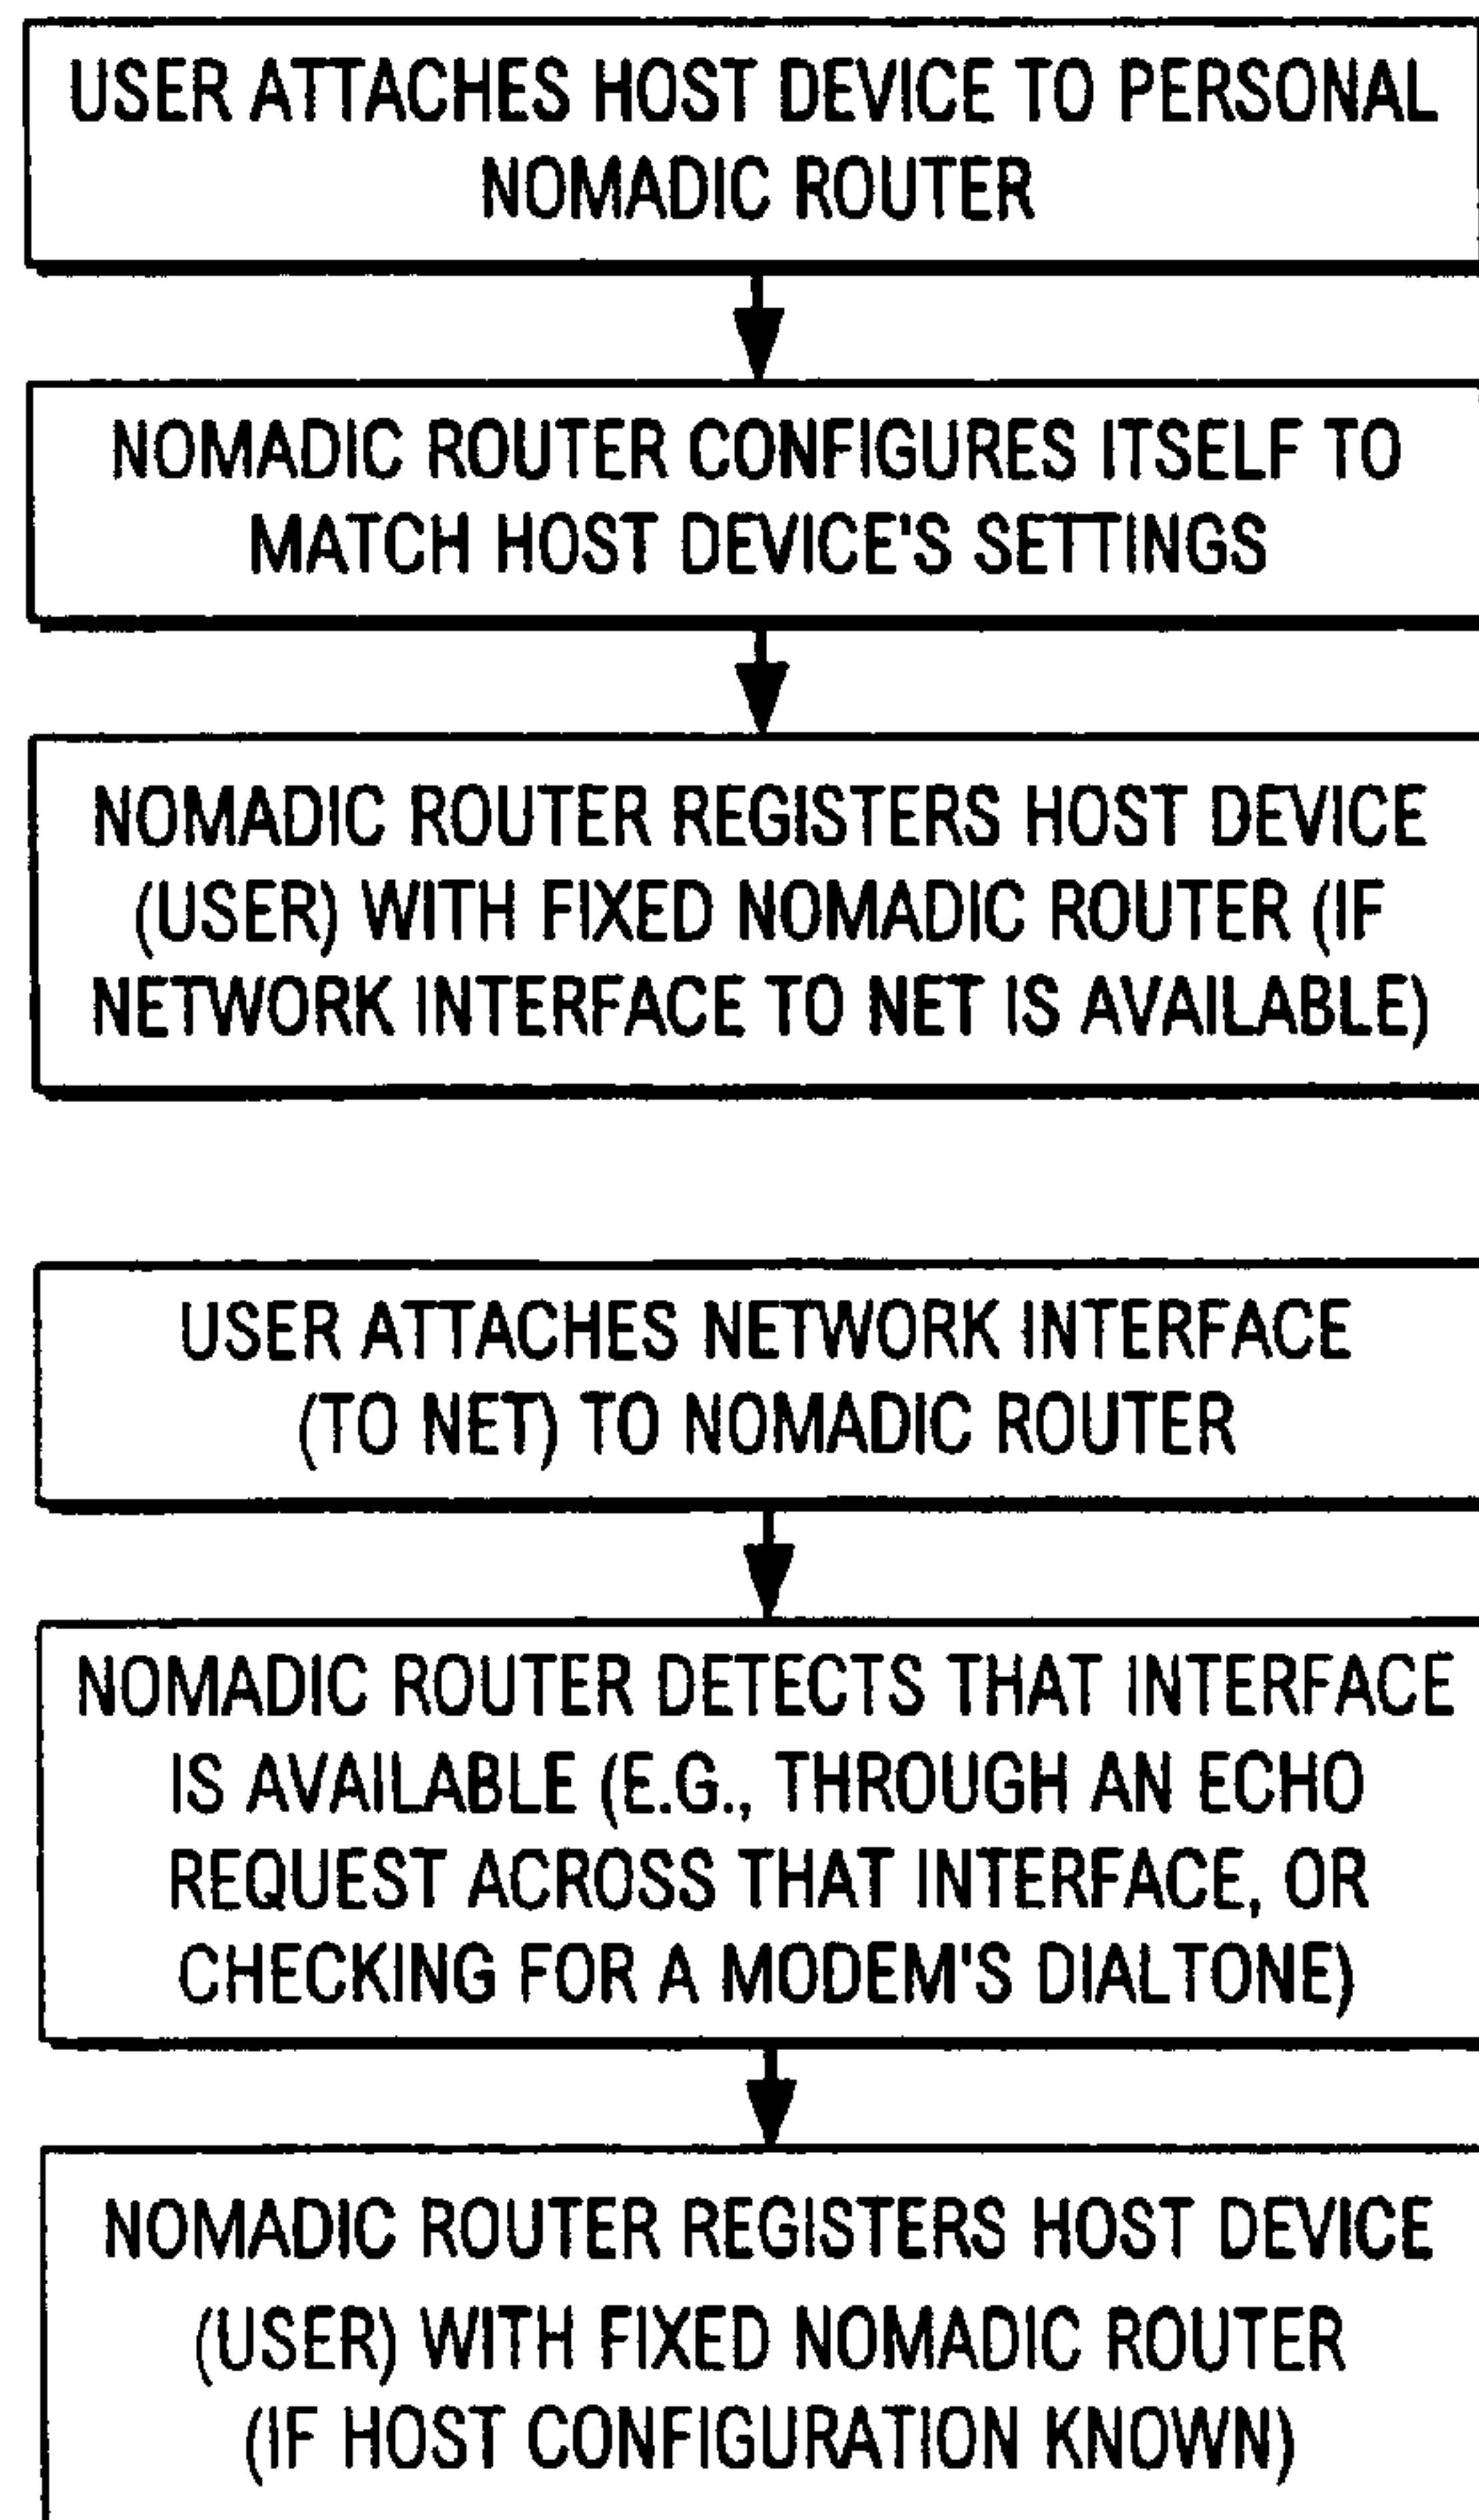 USER ATTACHES HOST DEVICE TO PERSONAL
NOMADIC ROUTER
NOMADIC ROUTER CONFIGURES ITSELF TO
MATCH HOST DEVICE'S SETTINGS
NOMADIC ROUTER REGISTERS HOST DEVICE
(USER) WITH FIXED NOMADIC ROUTER (IF
NETWORK INTERFACE TO NET IS AVAILABLE)
USER ATTACHES NETWORK INTERFACE
(TO NET) TO NOMADIC ROUTER
NOMADIC ROUTER DETECTS THAT INTERFACE
IS AVAILABLE (E.G., THROUGH AN ECHO
REQUEST ACROSS THAT INTERFACE, OR
CHECKING FOR A MODEM'S DIALTONE)
NOMADIC ROUTER REGISTERS HOST DEVICE
(USER) WITH FIXED NOMADIC ROUTER
(IF HOST CONFIGURATION KNOWN)